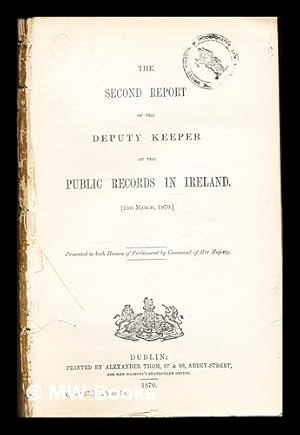 THE
SECOND REPORT
OF THE
DEPUTY KEEPER
OF THE
PUBLIC RECORDS IN IRELAND.
[2ND MARCH, 1870.]
Presented to both Houses of Parliament by Command of Her Majesty.
DUBLIN:
PRINTED BY ALEXANDER THOM, 87 & 88, ABBEY-STREET,
FOR HER MAJESTY'S STATIONERY OFFICE.
1870.
© MW Books